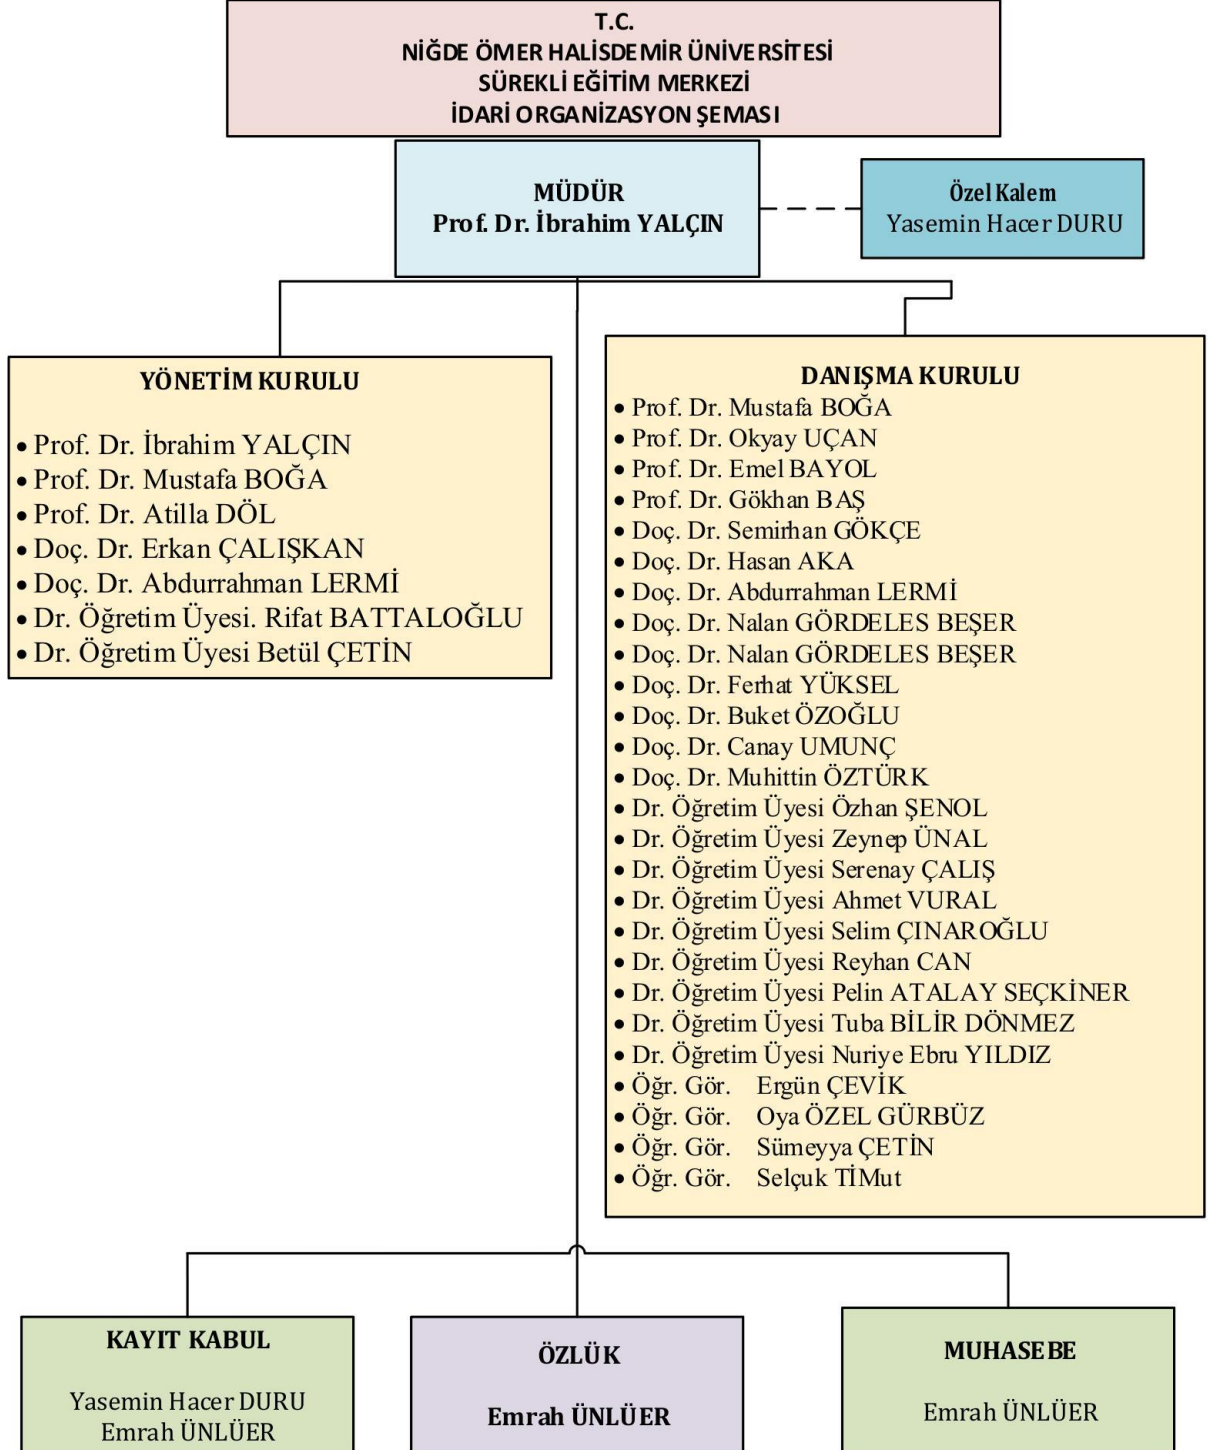 T.C.
NİĞDE ÖMER HALİSDEMİR ÜNİVERSİTESİ
SÜREKLİ EĞİTİM MERKEZİ
İDARİ ORGANİZASYON ŞEMASI
MÜDÜR
Prof. Dr. İbrahim YALÇIN
Özel Kalem
Yasemin Hacer DURU
YÖNETİM KURULU
• Prof. Dr. İbrahim YALÇIN
• Prof. Dr. Mustafa BOĞA
• Prof. Dr. Atilla DÖL
• Doç. Dr. Erkan ÇALIŞKAN
• Doç. Dr. Abdurrahman LERMİ
• Dr. Öğretim Üyesi. Rifat BATTALOĞLU
• Dr. Öğretim Üyesi Betül ÇETİN
DANIŞMA KURULU
• Prof. Dr. Mustafa BOĞA
• Prof. Dr. Okyay UÇAN
• Prof. Dr. Emel BAYOL
• Prof. Dr. Gökhan BAŞ
• Doç. Dr. Semirhan GÖKÇE
• Doç. Dr. Hasan AKA
• Doç. Dr. Abdurrahman LERMİ
• Doç. Dr. Nalan GÖRDELES BEŞER
• Doç. Dr. Nalan GÖRDELES BEŞER
• Doç. Dr. Ferhat YÜKSEL
• Doç. Dr. Buket ÖZOĞLU
• Doç. Dr. Canay UMUNÇ
• Doç. Dr. Muhittin ÖZTÜRK
• Dr. Öğretim Üyesi Özhan ŞENOL
• Dr. Öğretim Üyesi Zeynep ÜNAL
• Dr. Öğretim Üyesi Serenay ÇALIŞ
• Dr. Öğretim Üyesi Ahmet VURAL
• Dr. Öğretim Üyesi Selim ÇINAROĞLU
• Dr. Öğretim Üyesi Reyhan CAN
• Dr. Öğretim Üyesi Pelin ATALAY SEÇKİNER
• Dr. Öğretim Üyesi Tuba BİLİR DÖNMEZ
• Dr. Öğretim Üyesi Nuriye Ebru YILDIZ
• Öğr. Gör. Ergün ÇEVİK
• Öğr. Gör. Oya ÖZEL GÜRBÜZ
• Öğr. Gör. Sümeyya ÇETİN
• Öğr. Gör. Selçuk TİMut
KAYIT KABUL
Yasemin Hacer DURU
Emrah ÜNLÜER
ÖZLÜK
Emrah ÜNLÜER
MUHASEBE
Emrah ÜNLÜER